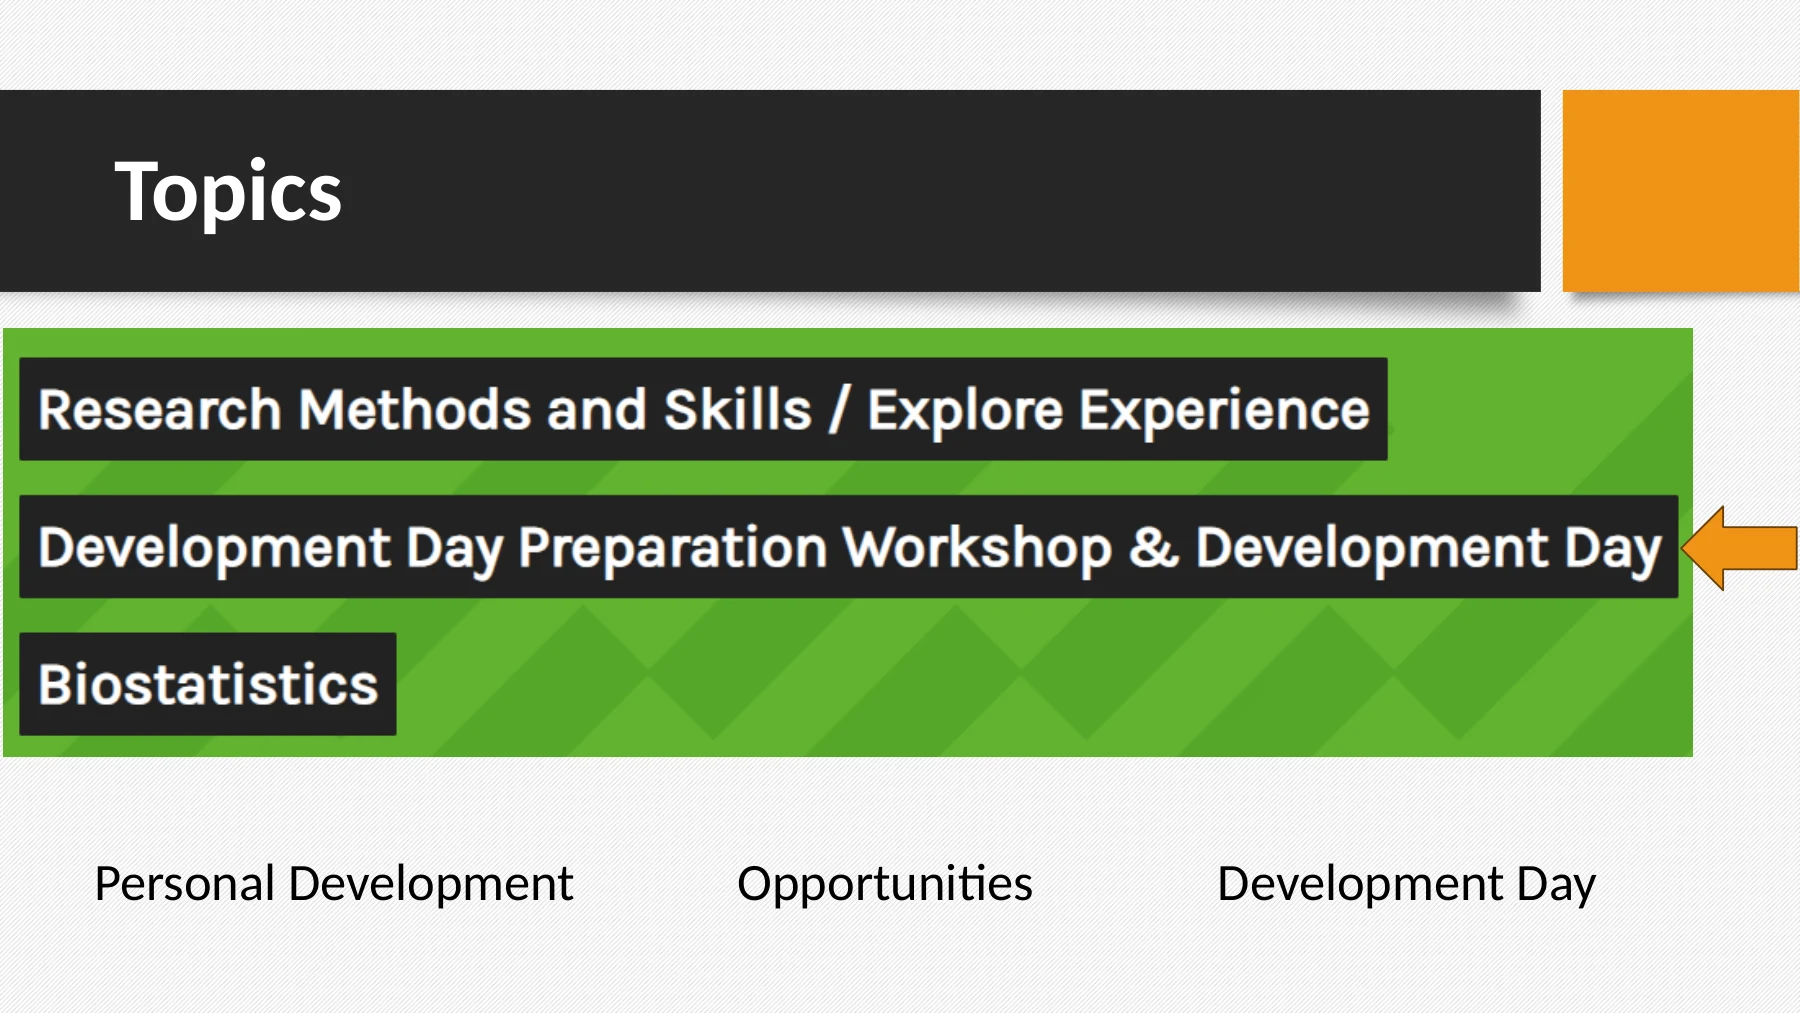 Topics
Research Methods and Skills / Explore Experience
Development Day Preparation Workshop & Development Day
Biostatistics
Personal Development Opportunities Development Day